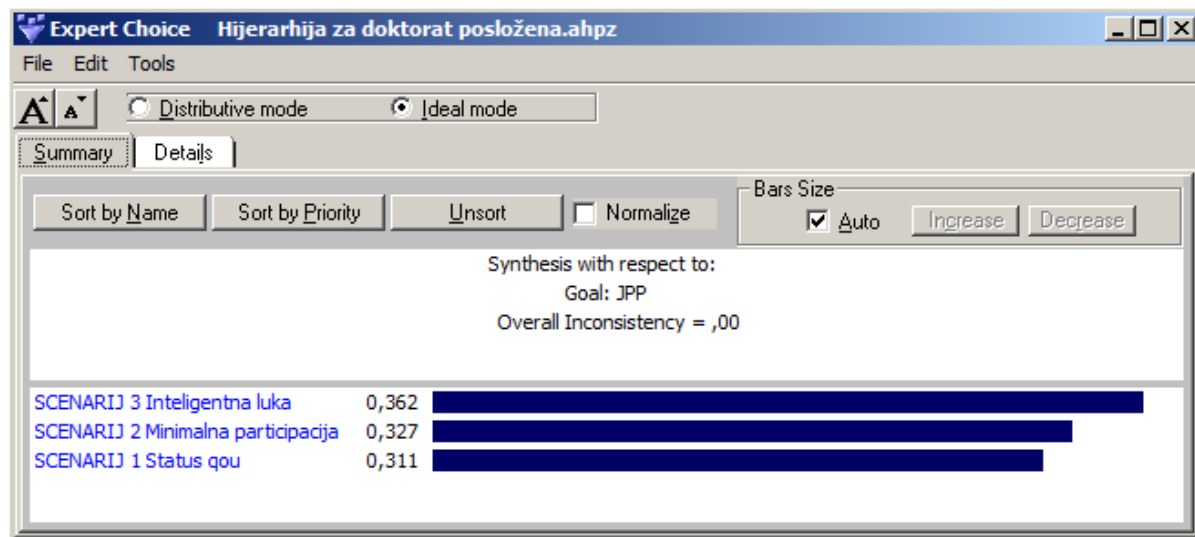 Expert Choice Hijerarhija za doktorat posložena.ahpz
File Edit Tools
A A Distributive mode Ideal mode
Summary Details
Sort by Name Sort by Priority Unsort Normalize
Bars Size
Auto Increase Decrease
Synthesis with respect to:
Goal: JPP
Overall Inconsistency = ,00
SCENARIJ 3 Inteligentna luka 0,362
SCENARIJ 2 Minimalna participacija 0,327
SCENARIJ 1 Status qou 0,311